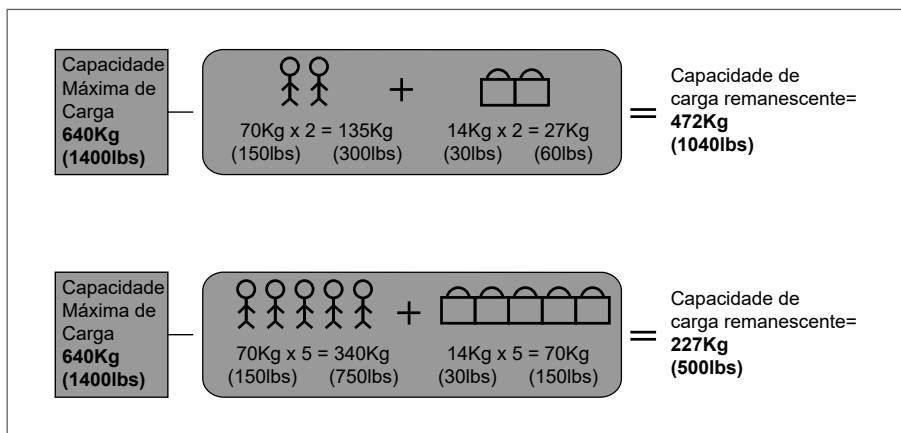 Capacidade
Máxima de
Carga
640Kg
(1400lbs)
70Kg x 2 = 135Kg
(150lbs) (300lbs)
+
14Kg x 2 = 27Kg
(30lbs) (60lbs)
=
Capacidade de
carga remanescente=
472Kg
(1040lbs)
Capacidade
Máxima de
Carga
640Kg
(1400lbs)
70Kg x 5 = 340Kg
(150lbs) (750lbs)
+
14Kg x 5 = 70Kg
(30lbs) (150lbs)
=
Capacidade de
carga remanescente=
227Kg
(500lbs)